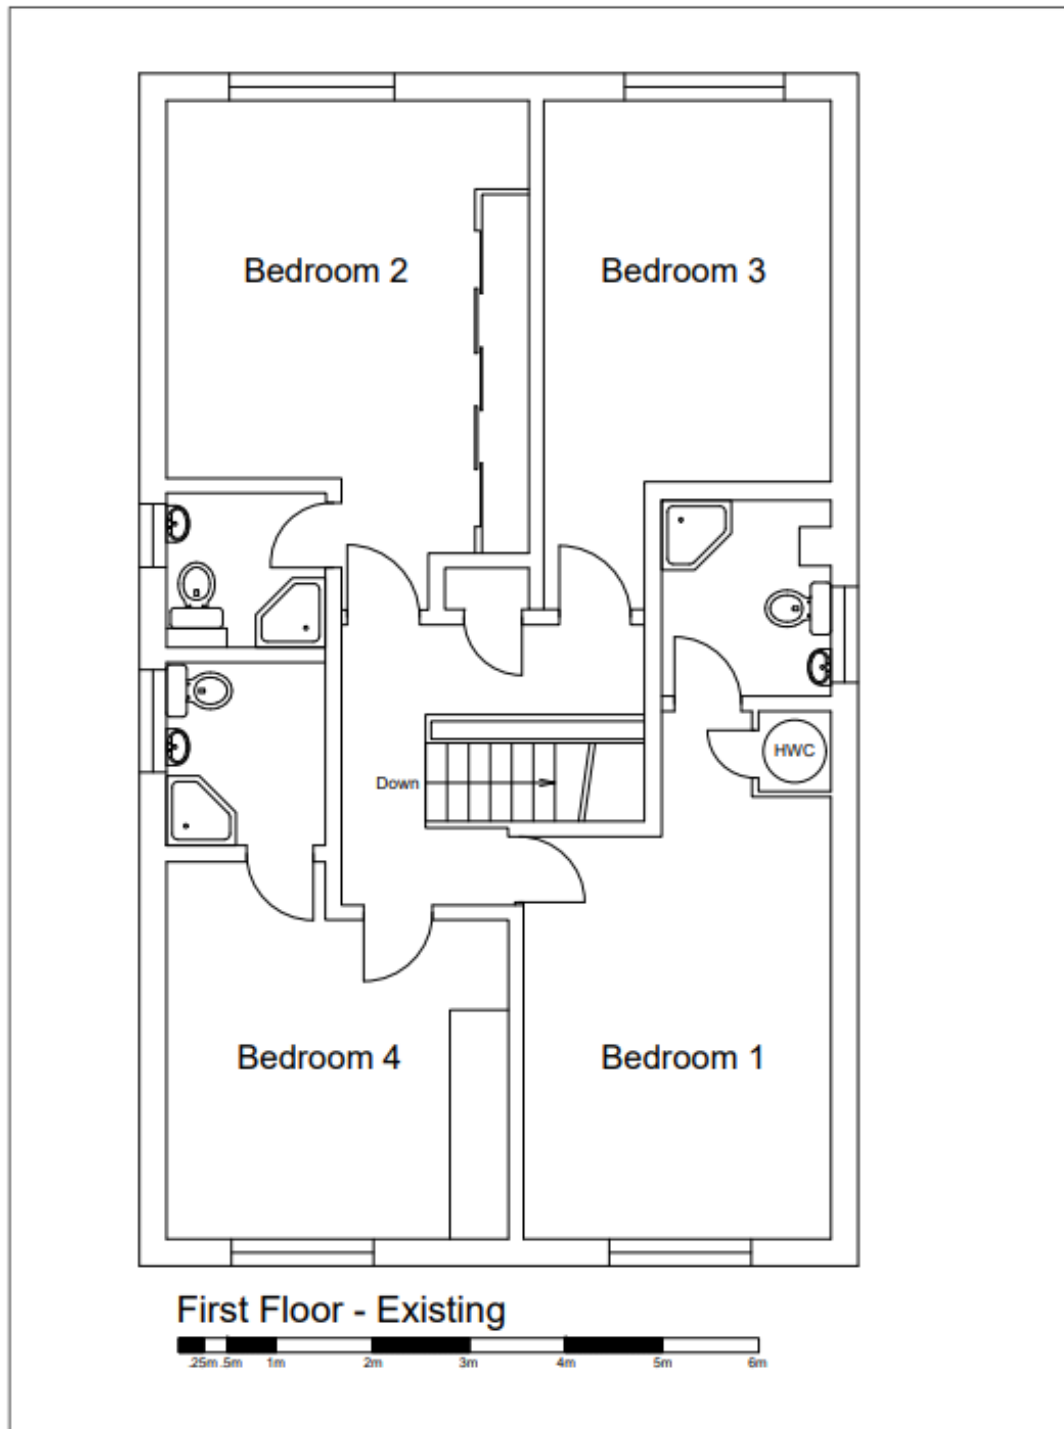 Bedroom 2
Bedroom 3
HWC
Down
Bedroom 4
Bedroom 1
First Floor - Existing
.25m .5m 1m 2m 3m 4m 5m 6m